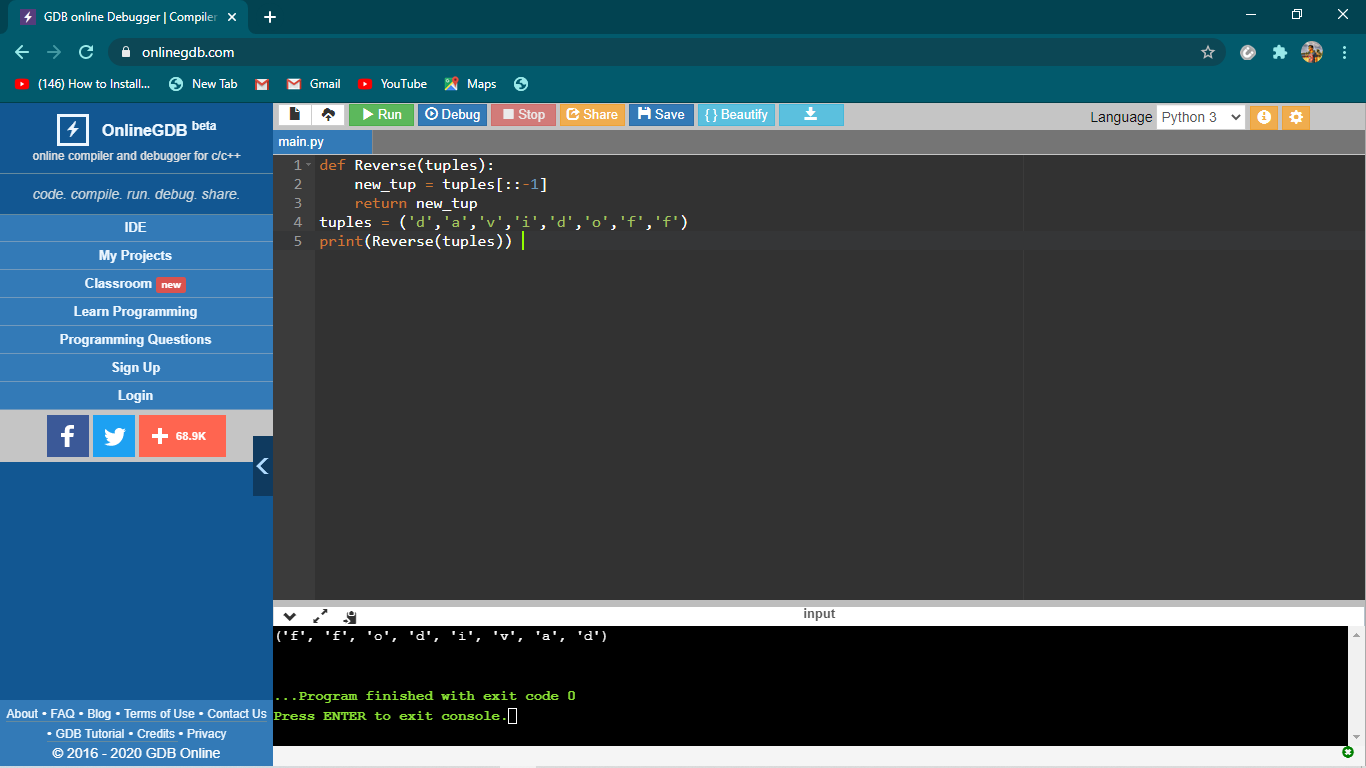 GDB online Debugger | Compiler
onlinegdb.com
(146) How to Install... New Tab Gmail YouTube Maps
OnlineGDB beta
online compiler and debugger for c/c++
code. compile. run. debug. share.
IDE
My Projects
Classroom new
Learn Programming
Programming Questions
Sign Up
Login
68.9K
About • FAQ • Blog • Terms of Use • Contact Us
• GDB Tutorial • Credits • Privacy
© 2016 - 2020 GDB Online
Run Debug Stop Share Save { } Beautify Language Python 3
main.py
1 def Reverse(tuples):
2     new_tup = tuples[::-1]
3     return new_tup
4 tuples = ('d','a','v','i','d','o','f','f')
5 print(Reverse(tuples))
input
('f', 'f', 'o', 'd', 'i', 'v', 'a', 'd')
...Program finished with exit code 0
Press ENTER to exit console.